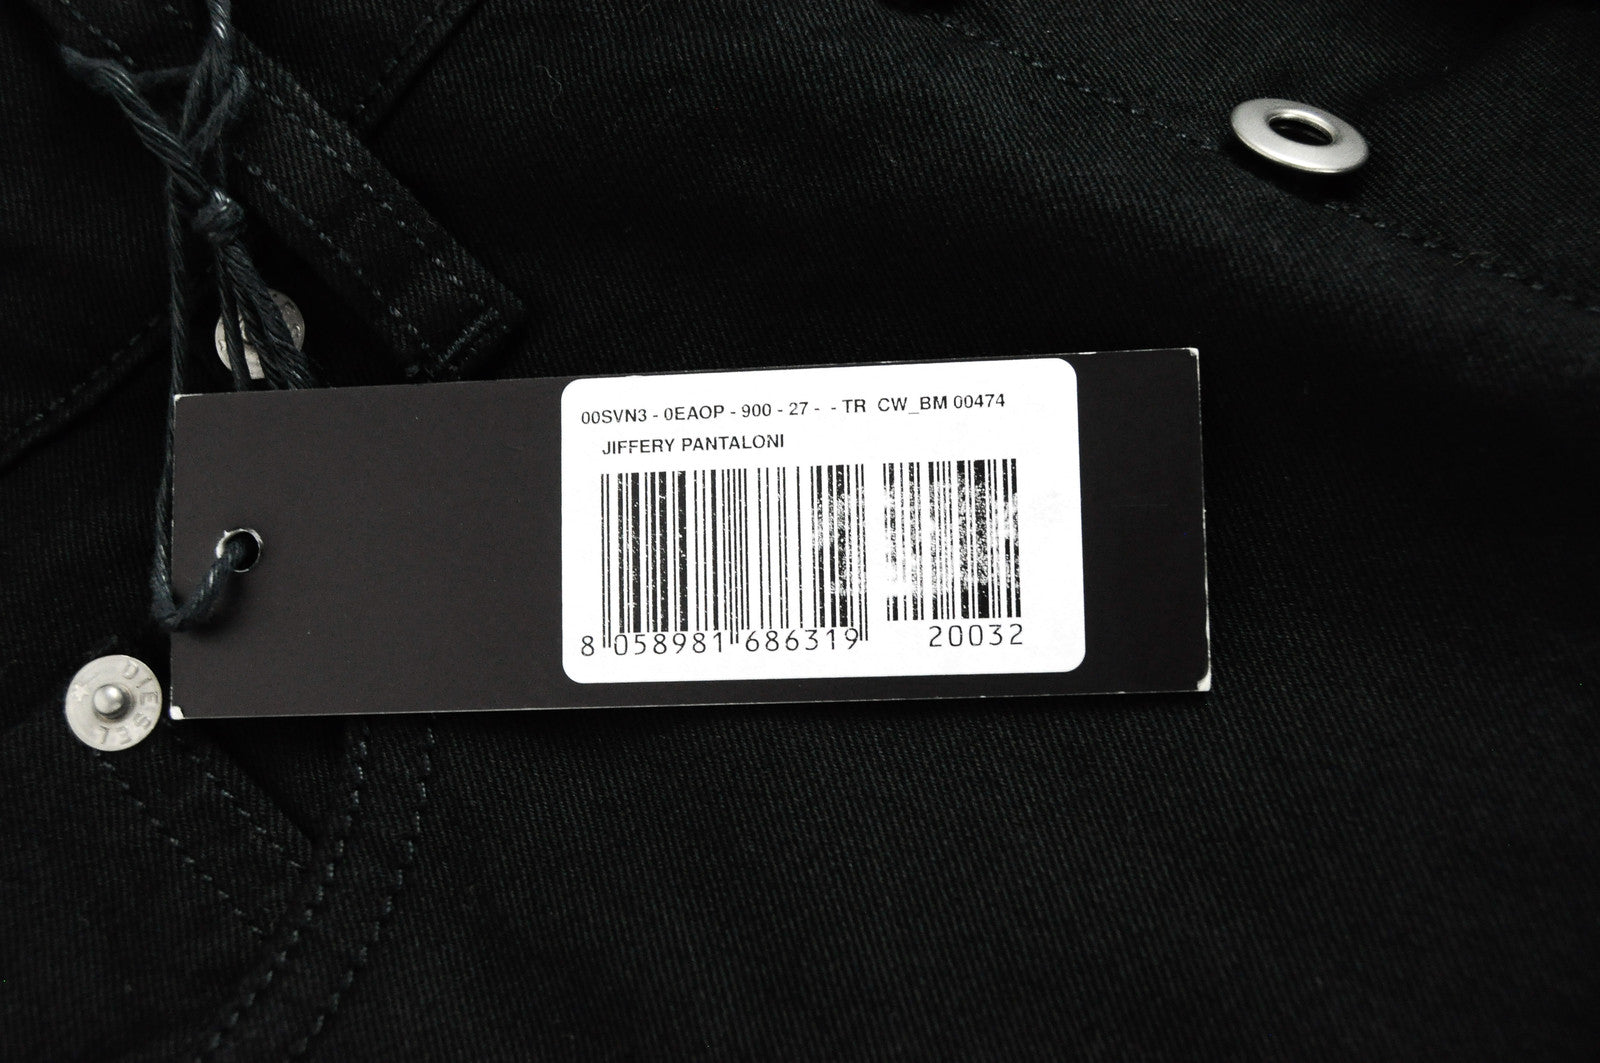 00SVN3 - 0EAOP - 900 - 27 -  - TR  CW_BM 00474
JIFFERY PANTALONI
8 058981 686319 20032
DIESEL